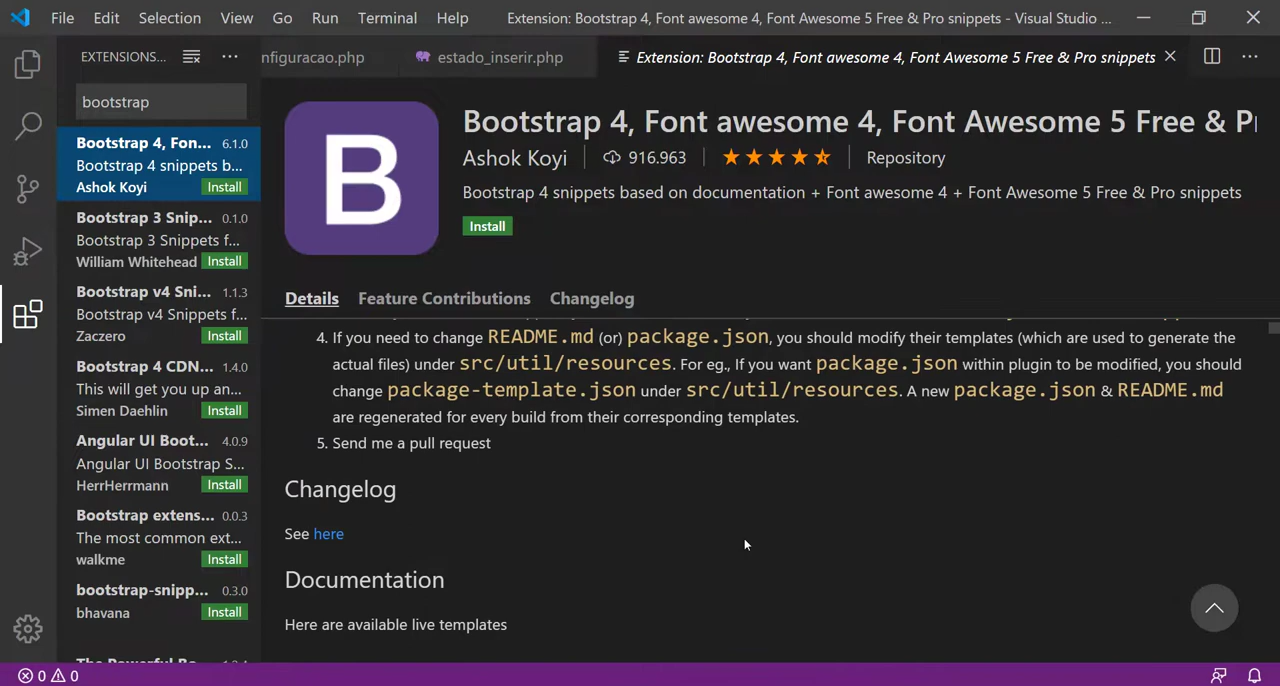 File Edit Selection View Go Run Terminal Help Extension: Bootstrap 4, Font awesome 4, Font Awesome 5 Free & Pro snippets - Visual Studio ...
EXTENSIONS... ... nfiguracao.php estado_inserir.php Extension: Bootstrap 4, Font awesome 4, Font Awesome 5 Free & Pro snippets ...
bootstrap
Bootstrap 4, Fon... 6.1.0
Bootstrap 4 snippets b...
Ashok Koyi Install
Bootstrap 3 Snip... 0.1.0
Bootstrap 3 Snippets f...
William Whitehead Install
Bootstrap v4 Sni... 1.1.3
Bootstrap v4 Snippets f...
Zaczero Install
Bootstrap 4 CDN... 1.4.0
This will get you up an...
Simen Daehlin Install
Angular UI Boot... 4.0.9
Angular UI Bootstrap S...
HerrHerrmann Install
Bootstrap extens... 0.0.3
The most common ext...
walkme Install
bootstrap-snipp... 0.3.0
bhavana Install
B
Bootstrap 4, Font awesome 4, Font Awesome 5 Free & P
Ashok Koyi 916.963 Repository
Bootstrap 4 snippets based on documentation + Font awesome 4 + Font Awesome 5 Free & Pro snippets
Install
Details Feature Contributions Changelog
4. If you need to change README.md (or) package.json, you should modify their templates (which are used to generate the
actual files) under src/util/resources. For eg., If you want package.json within plugin to be modified, you should
change package-template.json under src/util/resources. A new package.json & README.md
are regenerated for every build from their corresponding templates.
5. Send me a pull request
Changelog
See here
Documentation
Here are available live templates
0 0